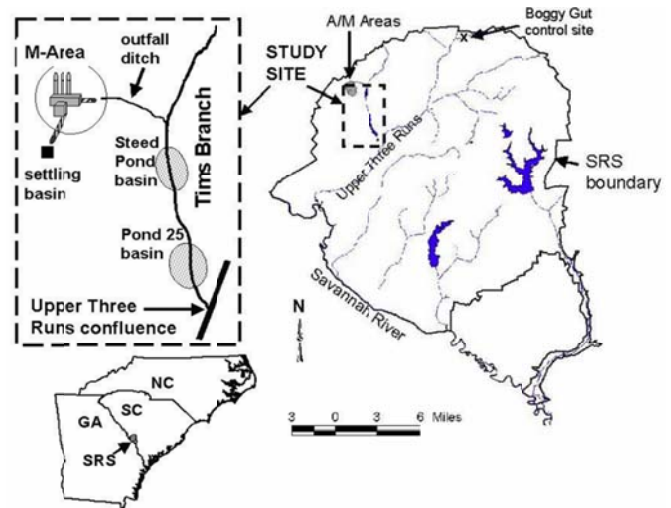 M-Area
outfall
ditch
Steed
Pond
basin
settling
basin
Tims Branch
Pond 25
basin
Upper Three
Runs confluence
A/M Areas
STUDY
SITE
Boggy Gut
control site
x
Upper Three Runs
SRS
boundary
Savannah River
N
3 0 3 6 Miles
NC
SC
GA
SRS